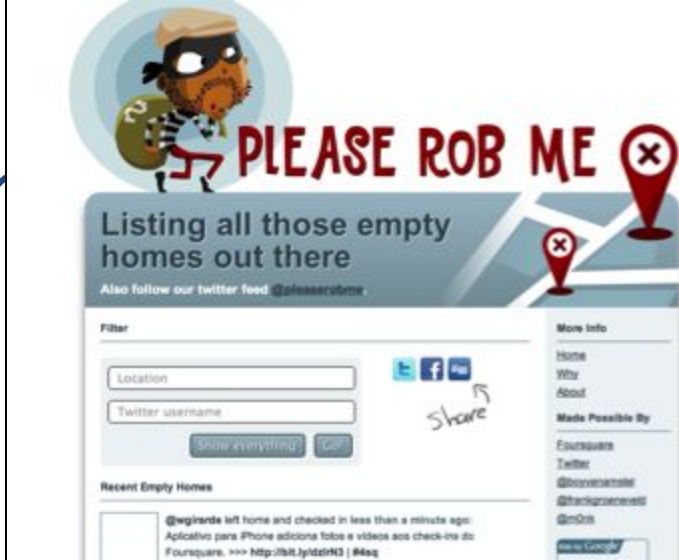 PLEASE ROB ME
Listing all those empty
homes out there
Also follow our twitter feed @pleaserobme.
Filter
Location
Twitter username
Show everything
Go!
Share
Recent Empty Homes
left home and checked in less than a minute ago:
Aplicativo para iPhone adiciona fotos e vídeos aos check-ins do
Foursquare. >>> http://bit.ly/dzlrN3 | #4sq
More Info
Home
Why
About
Made Possible By
Foursquare
Twitter
@boyvanamstel
@frankgroeneveld